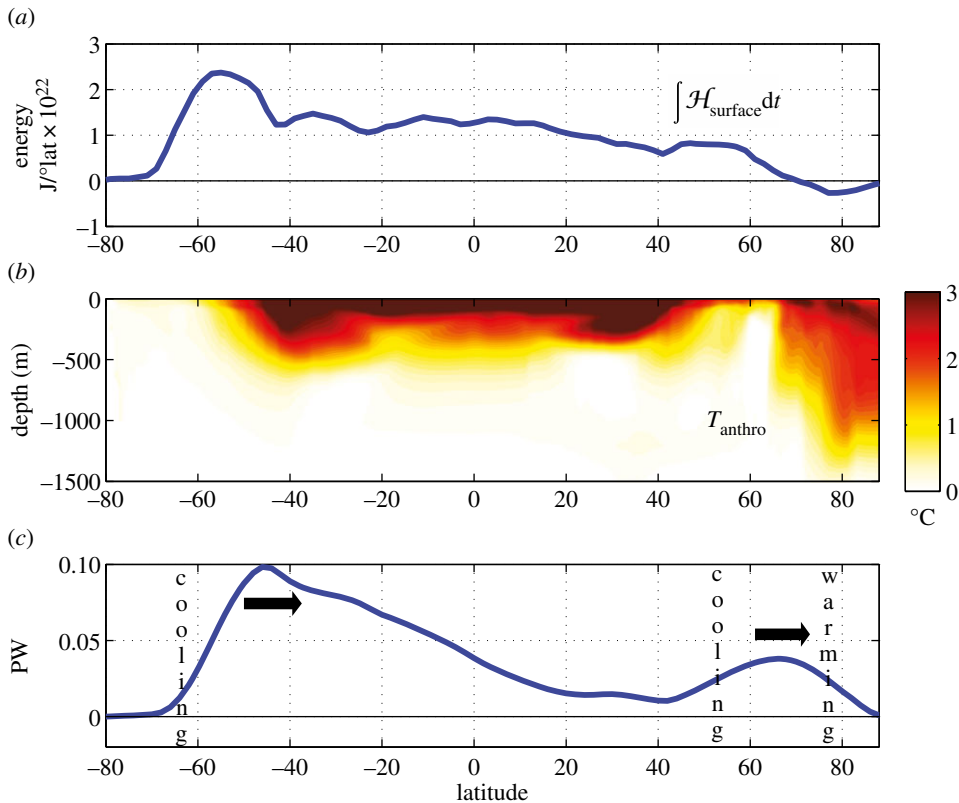 (a)
3
2
1
0
–1
energy
J/°lat × 10²²
∫ ℋsurface dt
–80 –60 –40 –20 0 20 40 60 80
(b)
0
–500
–1000
–1500
depth (m)
Tanthro
3
2
1
0
°C
–80 –60 –40 –20 0 20 40 60 80
(c)
0.10
0.05
0
PW
cooling
cooling
warming
–80 –60 –40 –20 0 20 40 60 80
latitude